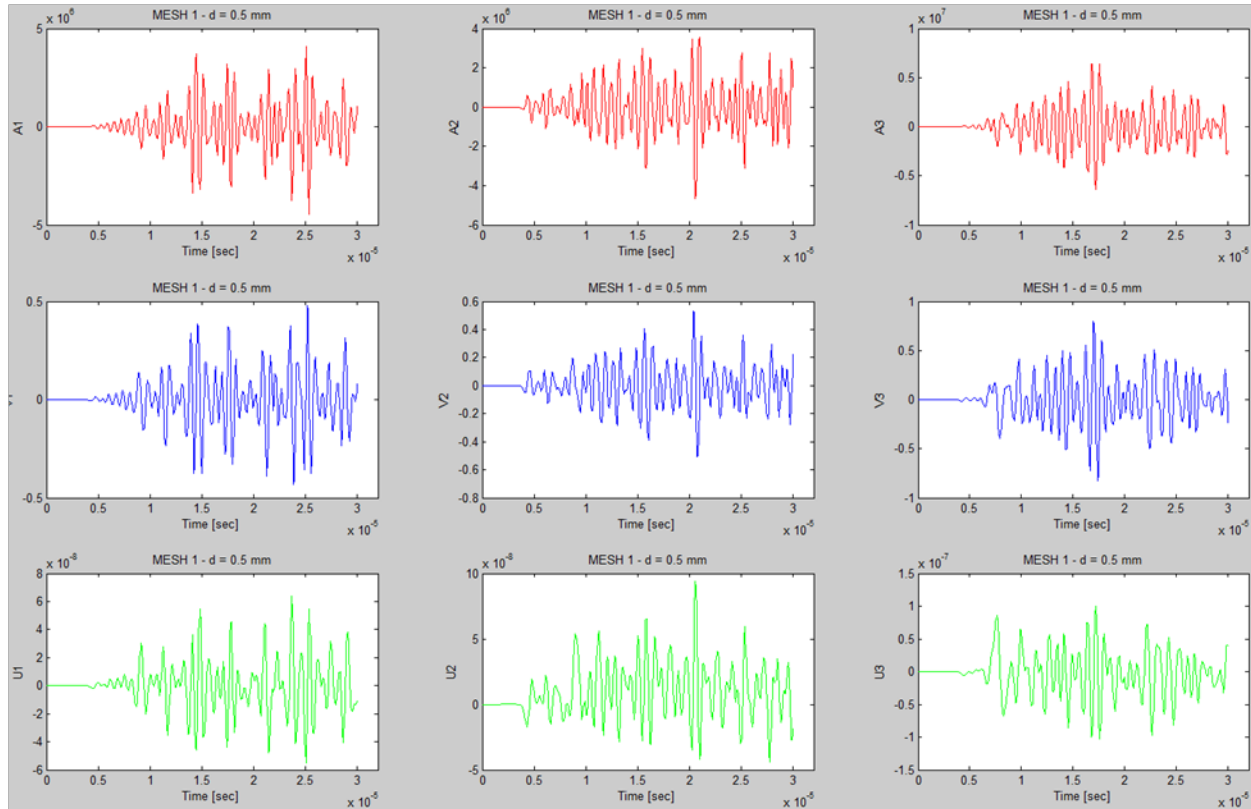 x 10⁶
MESH 1 - d = 0.5 mm
5
0
-5
A1
0 0.5 1 1.5 2 2.5 3
Time [sec]
x 10⁻⁵
x 10⁶
MESH 1 - d = 0.5 mm
4
2
0
-2
-4
-6
A2
0 0.5 1 1.5 2 2.5 3
Time [sec]
x 10⁻⁵
x 10⁷
MESH 1 - d = 0.5 mm
1
0.5
0
-0.5
-1
A3
0 0.5 1 1.5 2 2.5 3
Time [sec]
x 10⁻⁵
MESH 1 - d = 0.5 mm
0.5
0
-0.5
0 0.5 1 1.5 2 2.5 3
Time [sec]
x 10⁻⁵
MESH 1 - d = 0.5 mm
0.6
0.4
0.2
0
-0.2
-0.4
-0.6
-0.8
V2
0 0.5 1 1.5 2 2.5 3
Time [sec]
x 10⁻⁵
MESH 1 - d = 0.5 mm
1
0.5
0
-0.5
-1
V3
0 0.5 1 1.5 2 2.5 3
Time [sec]
x 10⁻⁵
x 10⁻⁸
MESH 1 - d = 0.5 mm
8
6
4
2
0
-2
-4
-6
U1
0 0.5 1 1.5 2 2.5 3
Time [sec]
x 10⁻⁵
x 10⁻⁸
MESH 1 - d = 0.5 mm
10
5
0
-5
U2
0 0.5 1 1.5 2 2.5 3
Time [sec]
x 10⁻⁵
x 10⁻⁷
MESH 1 - d = 0.5 mm
1.5
1
0.5
0
-0.5
-1
-1.5
U3
0 0.5 1 1.5 2 2.5 3
Time [sec]
x 10⁻⁵